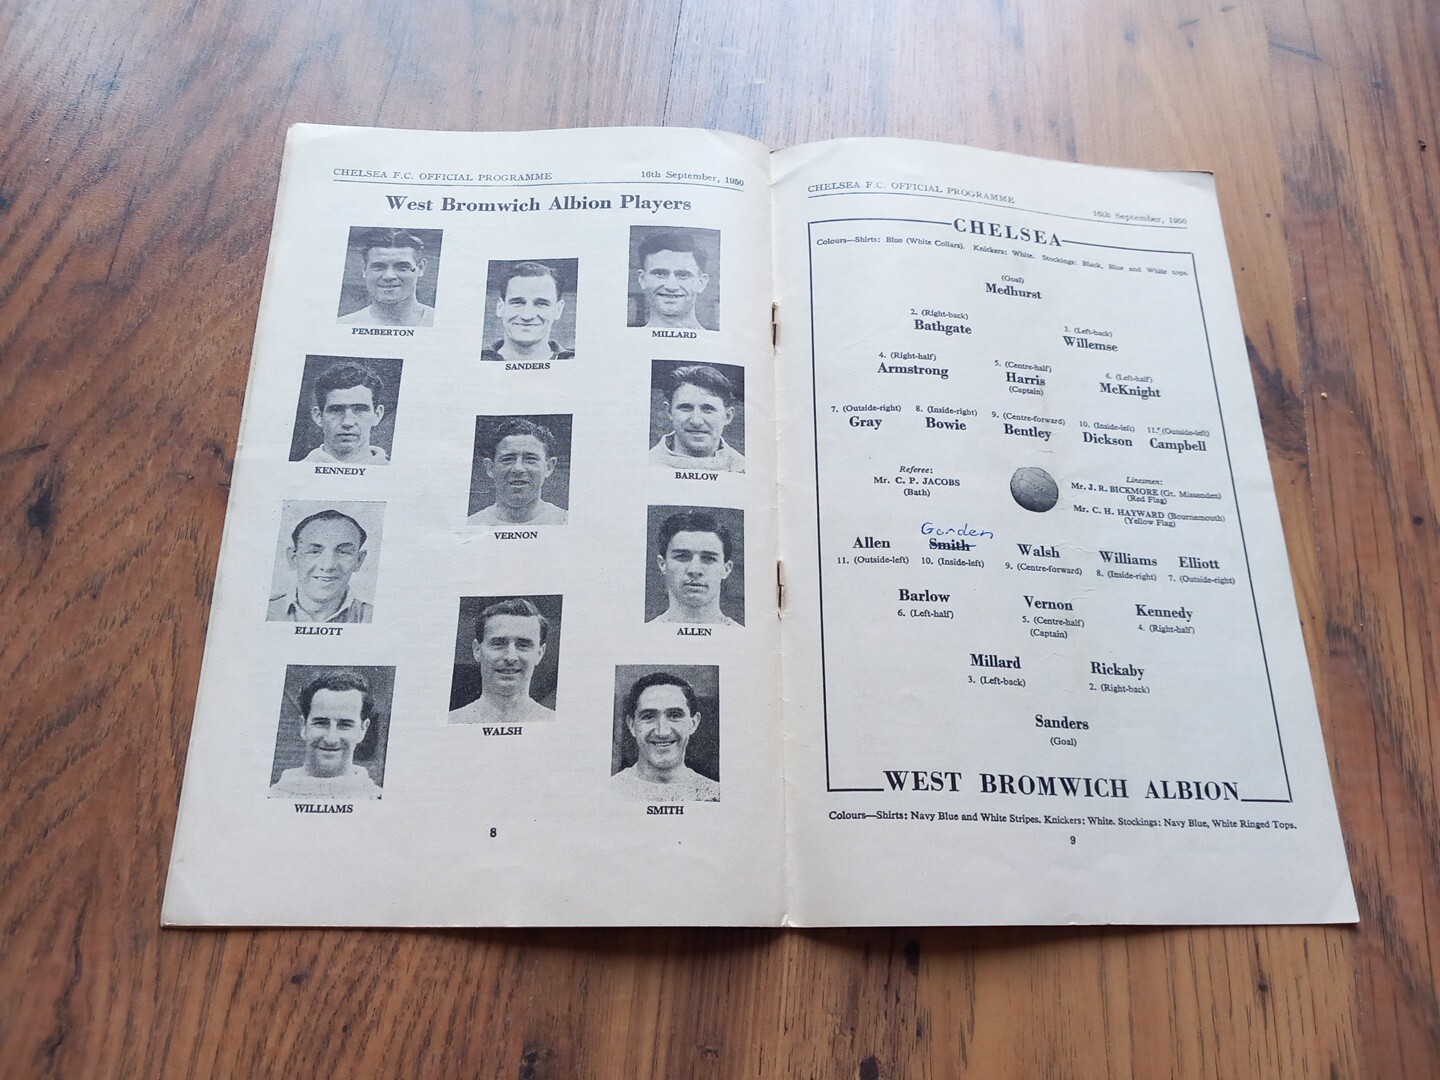 CHELSEA F.C. OFFICIAL PROGRAMME 16th September, 1950
West Bromwich Albion Players
PEMBERTON
SANDERS
MILLARD
KENNEDY
VERNON
BARLOW
ELLIOTT
WALSH
ALLEN
WILLIAMS
SMITH
8
CHELSEA F.C. OFFICIAL PROGRAMME 16th September, 1950
CHELSEA
Colours—Shirts: Blue (White Collars). Knickers: White. Stockings: Black, Blue and White tops.
(Goal)
Medhurst
2. (Right-back) 3. (Left-back)
Bathgate Willemse
4. (Right-half) 5. (Centre-half) 6. (Left-half)
Armstrong Harris McKnight
(Captain)
7. (Outside-right) 8. (Inside-right) 9. (Centre-forward) 10. (Inside-left) 11. (Outside-left)
Gray Bowie Bentley Dickson Campbell
Referee:
Mr. C. P. JACOBS
(Bath)
Linesmen:
Mr. J. R. BICKMORE (Gt. Missenden)
(Red Flag)
Mr. C. H. HAYWARD (Bournemouth)
(Yellow Flag)
Gorden
Allen Smith Walsh Williams Elliott
11. (Outside-left) 10. (Inside-left) 9. (Centre-forward) 8. (Inside-right) 7. (Outside-right)
Barlow Vernon Kennedy
6. (Left-half) 5. (Centre-half) 4. (Right-half)
(Captain)
Millard Rickaby
3. (Left-back) 2. (Right-back)
Sanders
(Goal)
WEST BROMWICH ALBION
Colours—Shirts: Navy Blue and White Stripes. Knickers: White. Stockings: Navy Blue, White Ringed Tops.
9